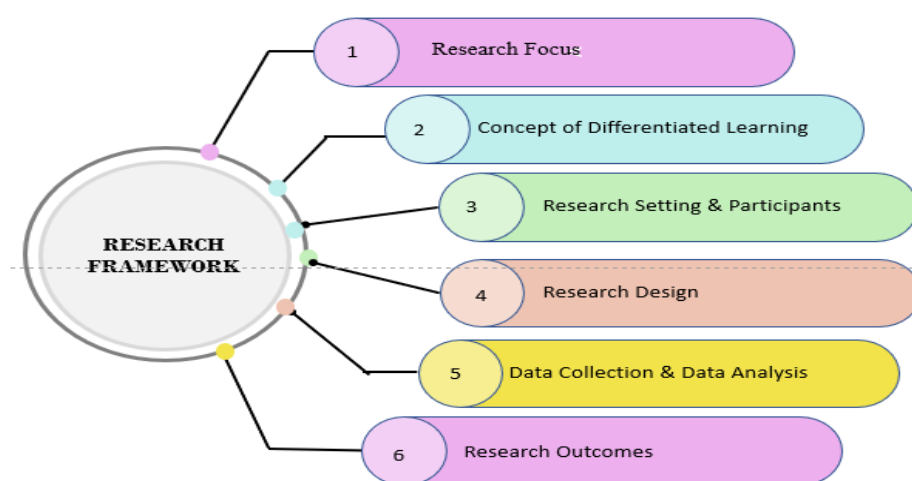 1 Research Focus
2 Concept of Differentiated Learning
3 Research Setting & Participants
RESEARCH
FRAMEWORK
4 Research Design
5 Data Collection & Data Analysis
6 Research Outcomes